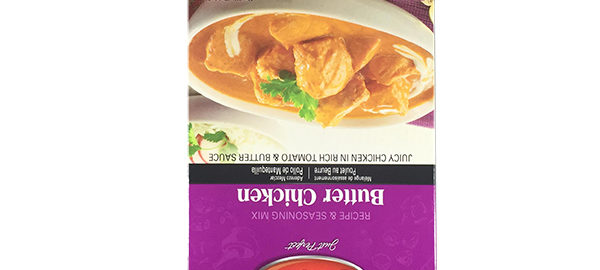 Just Perfect
RECIPE & SEASONING MIX
Butter Chicken
Mélange de assaisonnement
Poulet au Beurre
Aderezo Mezclar
Pollo de Mantequilla
JUICY CHICKEN IN RICH TOMATO & BUTTER SAUCE